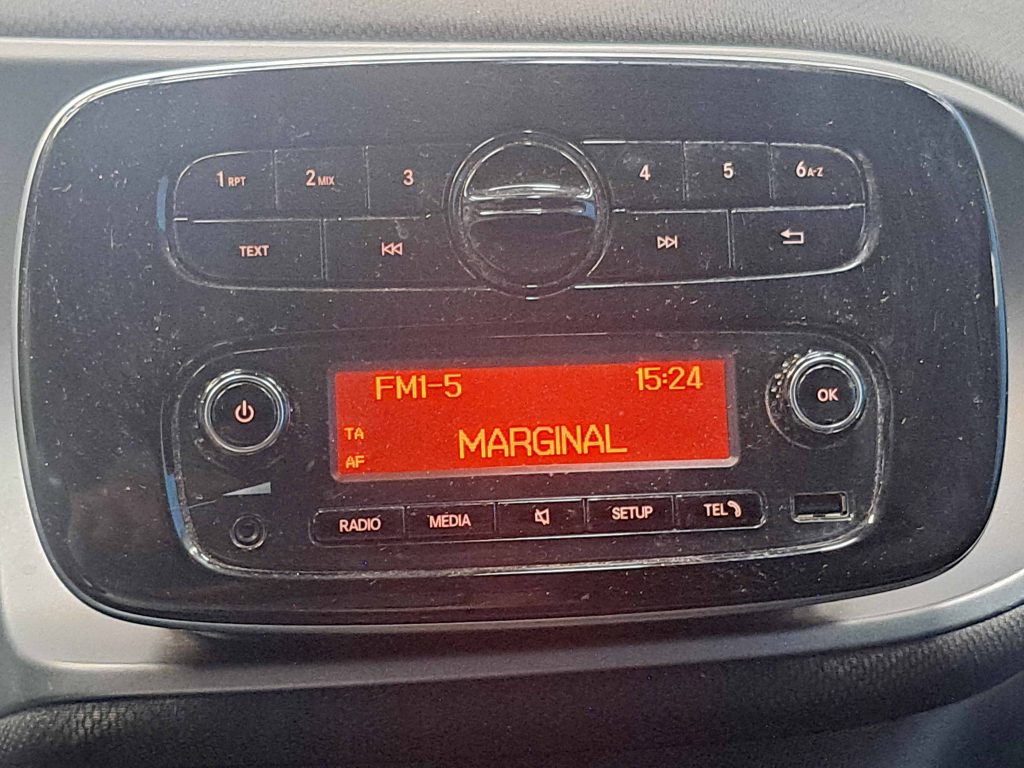 1 RPT 2 MIX 3 4 5 6 A-Z
TEXT
FM1-5 15:24
OK
TA
MARGINAL
AF
RADIO MEDIA SETUP TEL